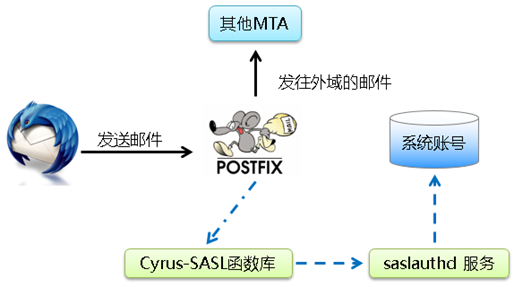 其他MTA
发往外域的邮件
发送邮件
MAIL
POSTFIX
系统账号
Cyrus-SASL函数库
saslauthd 服务